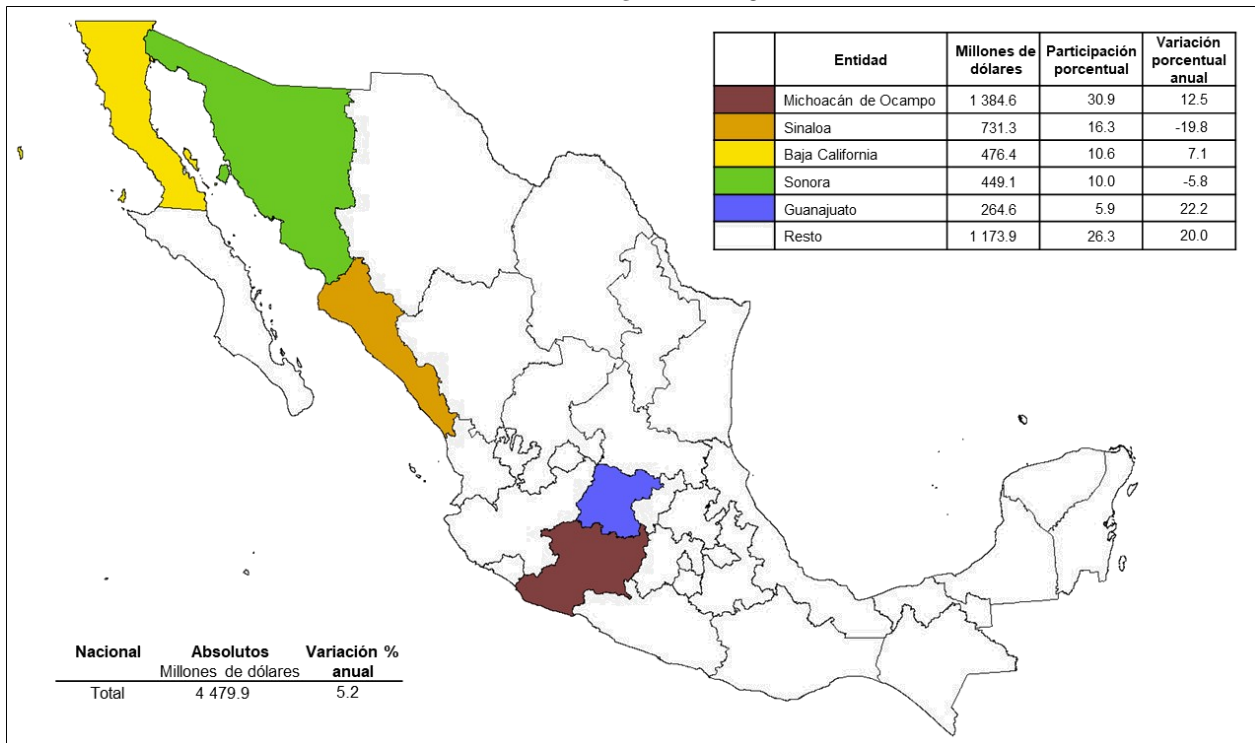 Entidad Millones de dólares Participación porcentual Variación porcentual anual
Michoacán de Ocampo 1 384.6 30.9 12.5
Sinaloa 731.3 16.3 -19.8
Baja California 476.4 10.6 7.1
Sonora 449.1 10.0 -5.8
Guanajuato 264.6 5.9 22.2
Resto 1 173.9 26.3 20.0
Nacional Absolutos Variación %
Millones de dólares anual
Total 4 479.9 5.2